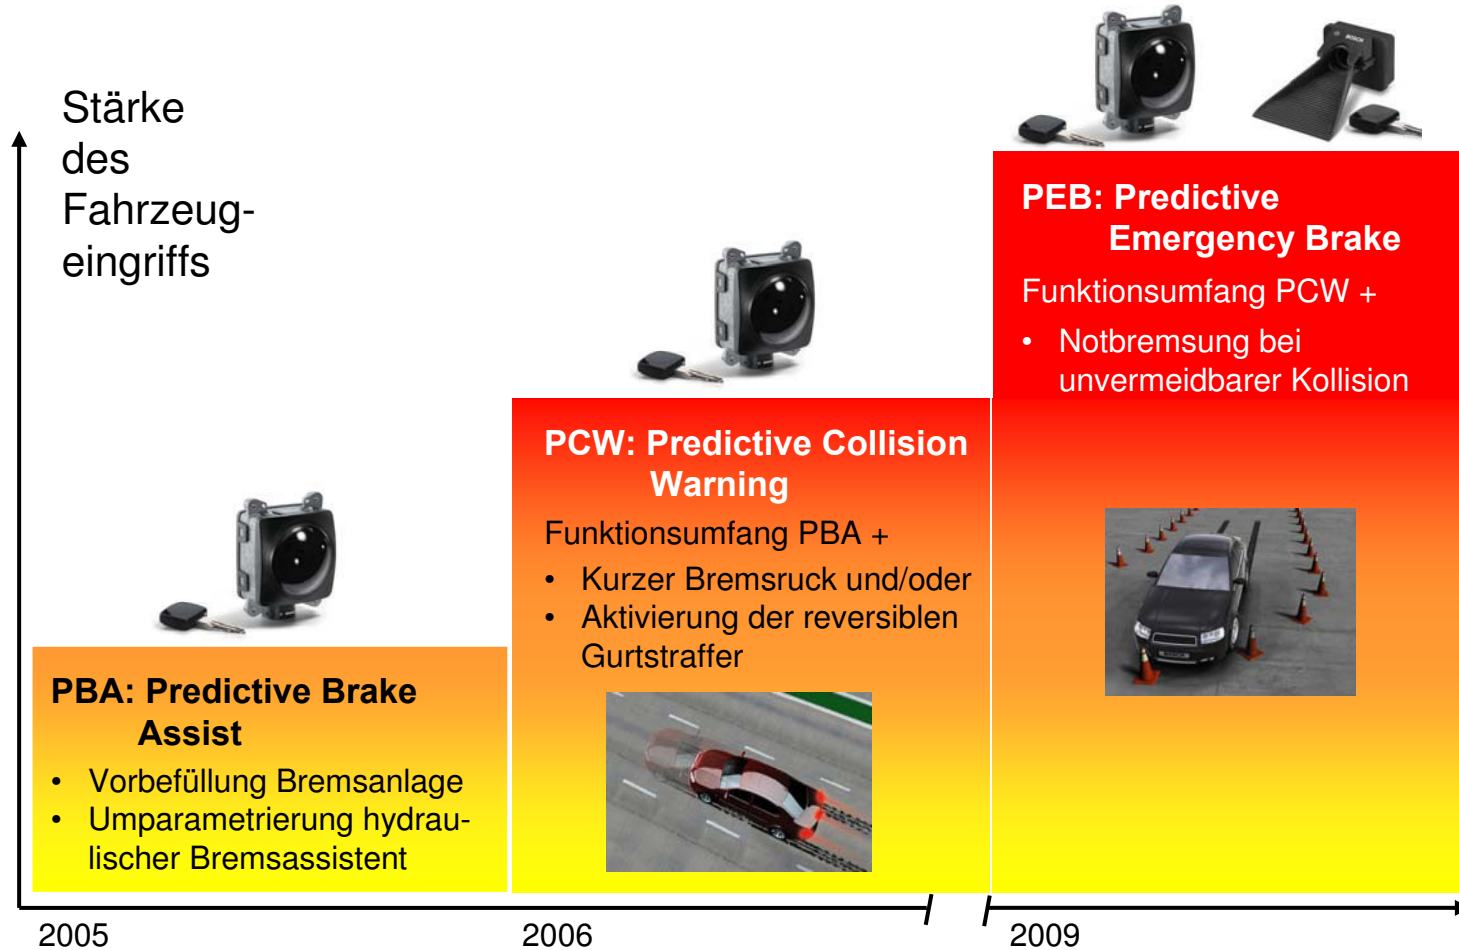 Stärke
des
Fahrzeug-
eingriffs
BOSCH
PEB: Predictive
Emergency Brake
Funktionsumfang PCW +
• Notbremsung bei
unvermeidbarer Kollision
PCW: Predictive Collision
Warning
Funktionsumfang PBA +
• Kurzer Bremsruck und/oder
• Aktivierung der reversiblen
Gurtstraffer
BOSCH
PBA: Predictive Brake
Assist
• Vorbefüllung Bremsanlage
• Umparametrierung hydrau-
lischer Bremsassistent
2005
2006
2009